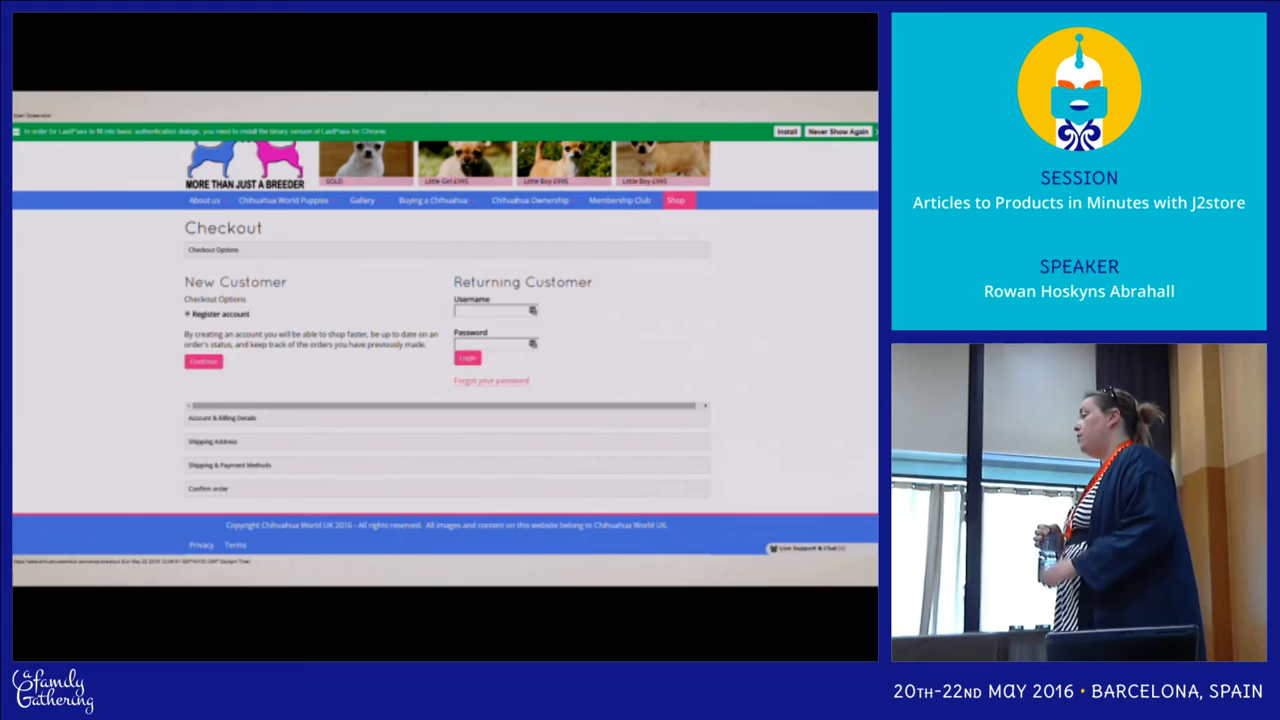 Open Screenshot
In order for LastPass to fill into basic authentication dialogs, you need to install the binary version of LastPass for Chrome.
Install
Never Show Again
MORE THAN JUST A BREEDER
SOLD
Little Girl £995
Little Boy £995
Little Boy £995
About us
Chihuahua World Puppies
Gallery
Buying a Chihuahua
Chihuahua Ownership
Membership Club
Shop
Checkout
Checkout Options
New Customer
Checkout Options
Register account
By creating an account you will be able to shop faster, be up to date on an
order's status, and keep track of the orders you have previously made.
Continue
Returning Customer
Username
Password
Login
Forgot your password
Account & Billing Details
Shipping Address
Shipping & Payment Methods
Confirm order
Copyright Chihuahua World UK 2016 - All rights reserved. All images and content on this website belong to Chihuahua World UK.
Privacy
Terms
Live Support & Chat
SESSION
Articles to Products in Minutes with J2store
SPEAKER
Rowan Hoskyns Abrahall
a family
Gathering
20TH-22ND MAY 2016 • BARCELONA, SPAIN